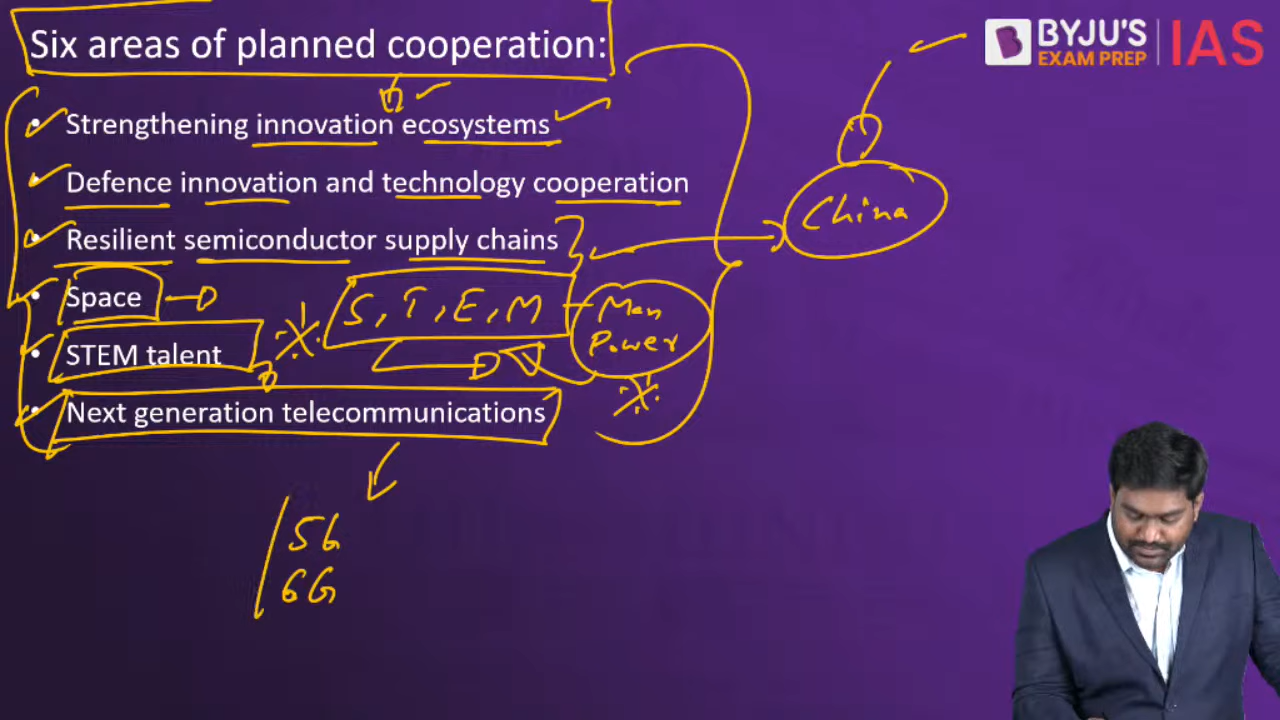 Six areas of planned cooperation:
BYJU'S
EXAM PREP
IAS
• Strengthening innovation ecosystems
• Defence innovation and technology cooperation
China
• Resilient semiconductor supply chains
• Space
S, T, E, M
Man
Power
• STEM talent
• Next generation telecommunications
5G
6G